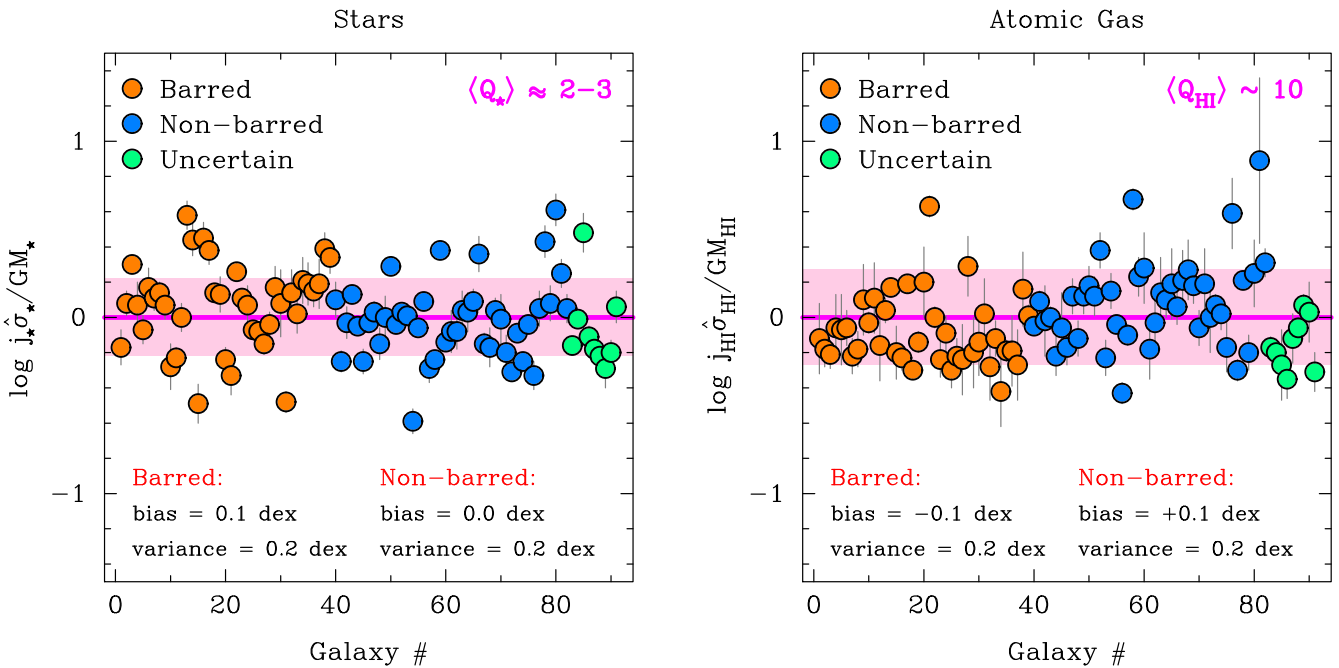 Stars
log j⋆σ̂⋆/GM⋆
1
0
−1
Barred
Non−barred
Uncertain
⟨Q⋆⟩ ≈ 2−3
Barred:
bias = 0.1 dex
variance = 0.2 dex
Non−barred:
bias = 0.0 dex
variance = 0.2 dex
0 20 40 60 80
Galaxy #
Atomic Gas
log jHIσ̂HI/GMHI
1
0
−1
Barred
Non−barred
Uncertain
⟨QHI⟩ ~ 10
Barred:
bias = −0.1 dex
variance = 0.2 dex
Non−barred:
bias = +0.1 dex
variance = 0.2 dex
0 20 40 60 80
Galaxy #